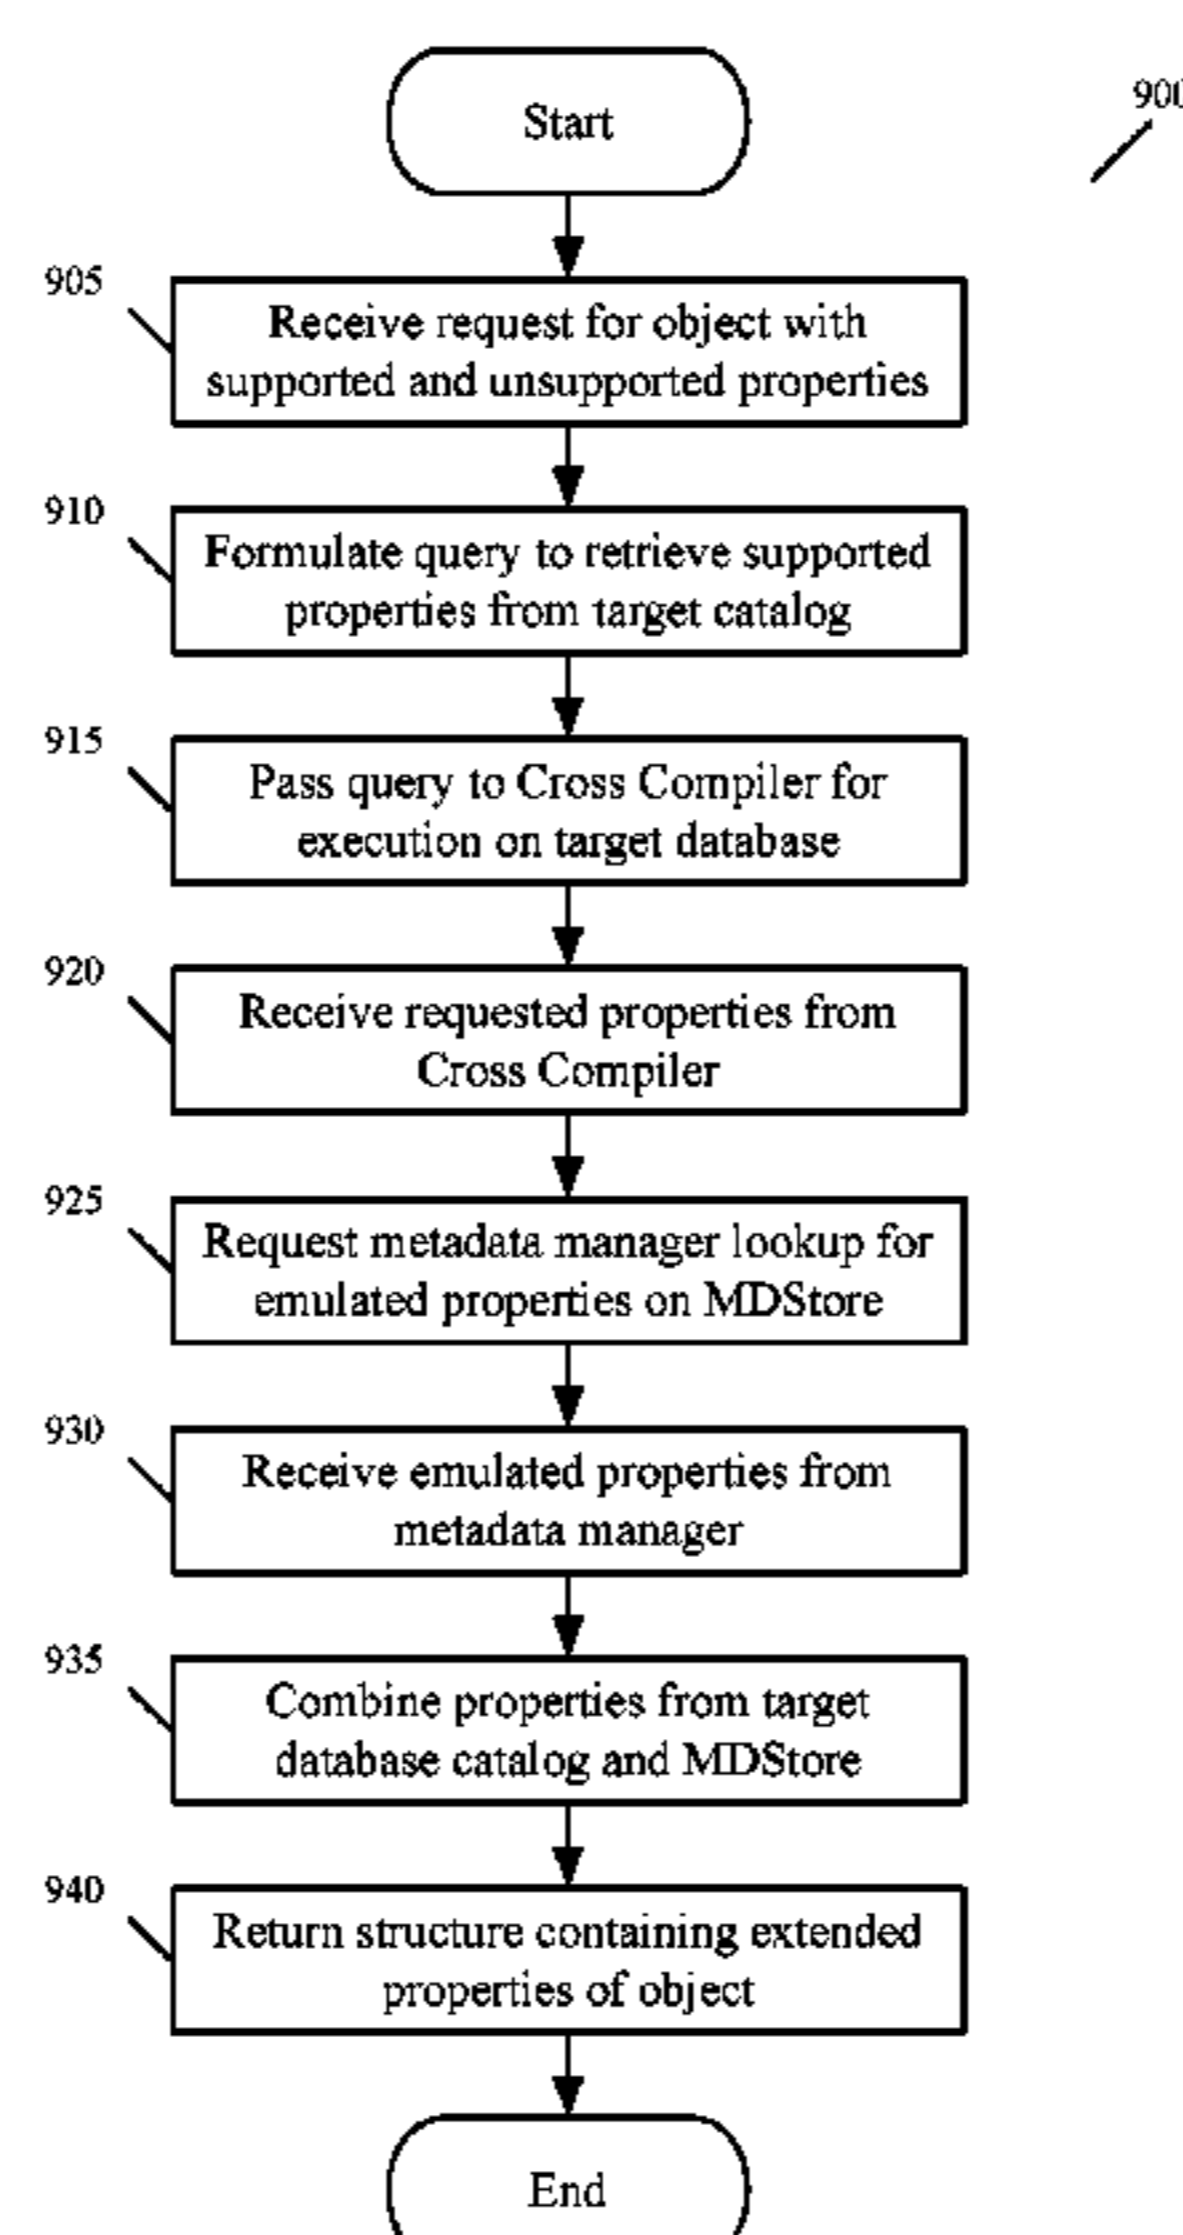 Start
900
905
Receive request for object with
supported and unsupported properties
910
Formulate query to retrieve supported
properties from target catalog
915
Pass query to Cross Compiler for
execution on target database
920
Receive requested properties from
Cross Compiler
925
Request metadata manager lookup for
emulated properties on MDStore
930
Receive emulated properties from
metadata manager
935
Combine properties from target
database catalog and MDStore
940
Return structure containing extended
properties of object
End